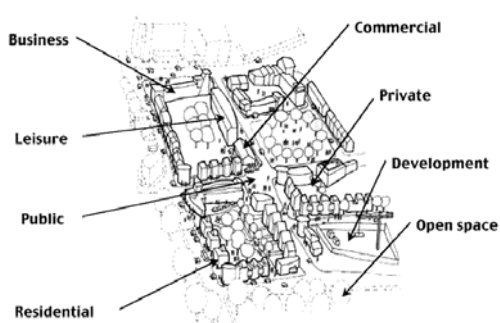 Business
Commercial
Private
Leisure
Development
Public
Open space
Residential